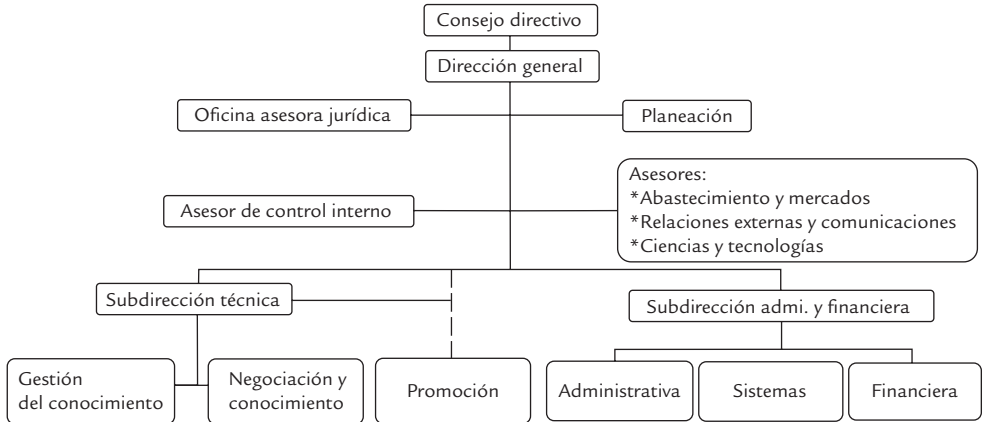 Consejo directivo
Dirección general
Oficina asesora jurídica
Planeación
Asesor de control interno
Asesores:
*Abastecimiento y mercados
*Relaciones externas y comunicaciones
*Ciencias y tecnologías
Subdirección técnica
Subdirección admi. y financiera
Gestión
del conocimiento
Negociación y
conocimiento
Promoción
Administrativa
Sistemas
Financiera